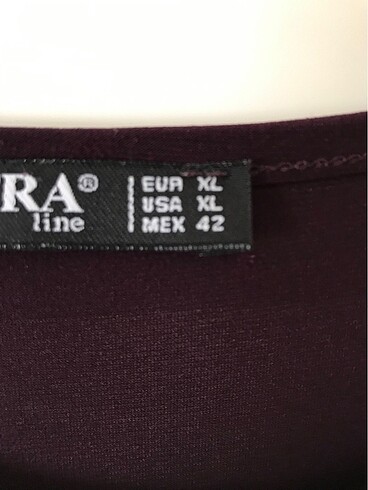 RA®
line
EUR XL
USA XL
MEX 42